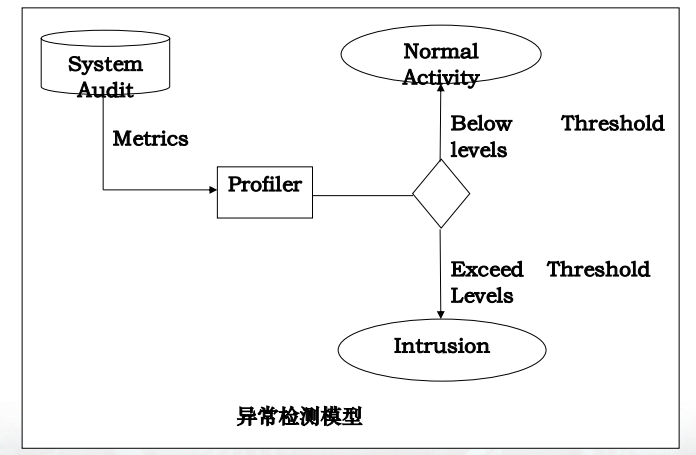 System
Audit
Normal
Activity
Metrics
Below Threshold
levels
Profiler
Exceed Threshold
Levels
Intrusion
异常检测模型